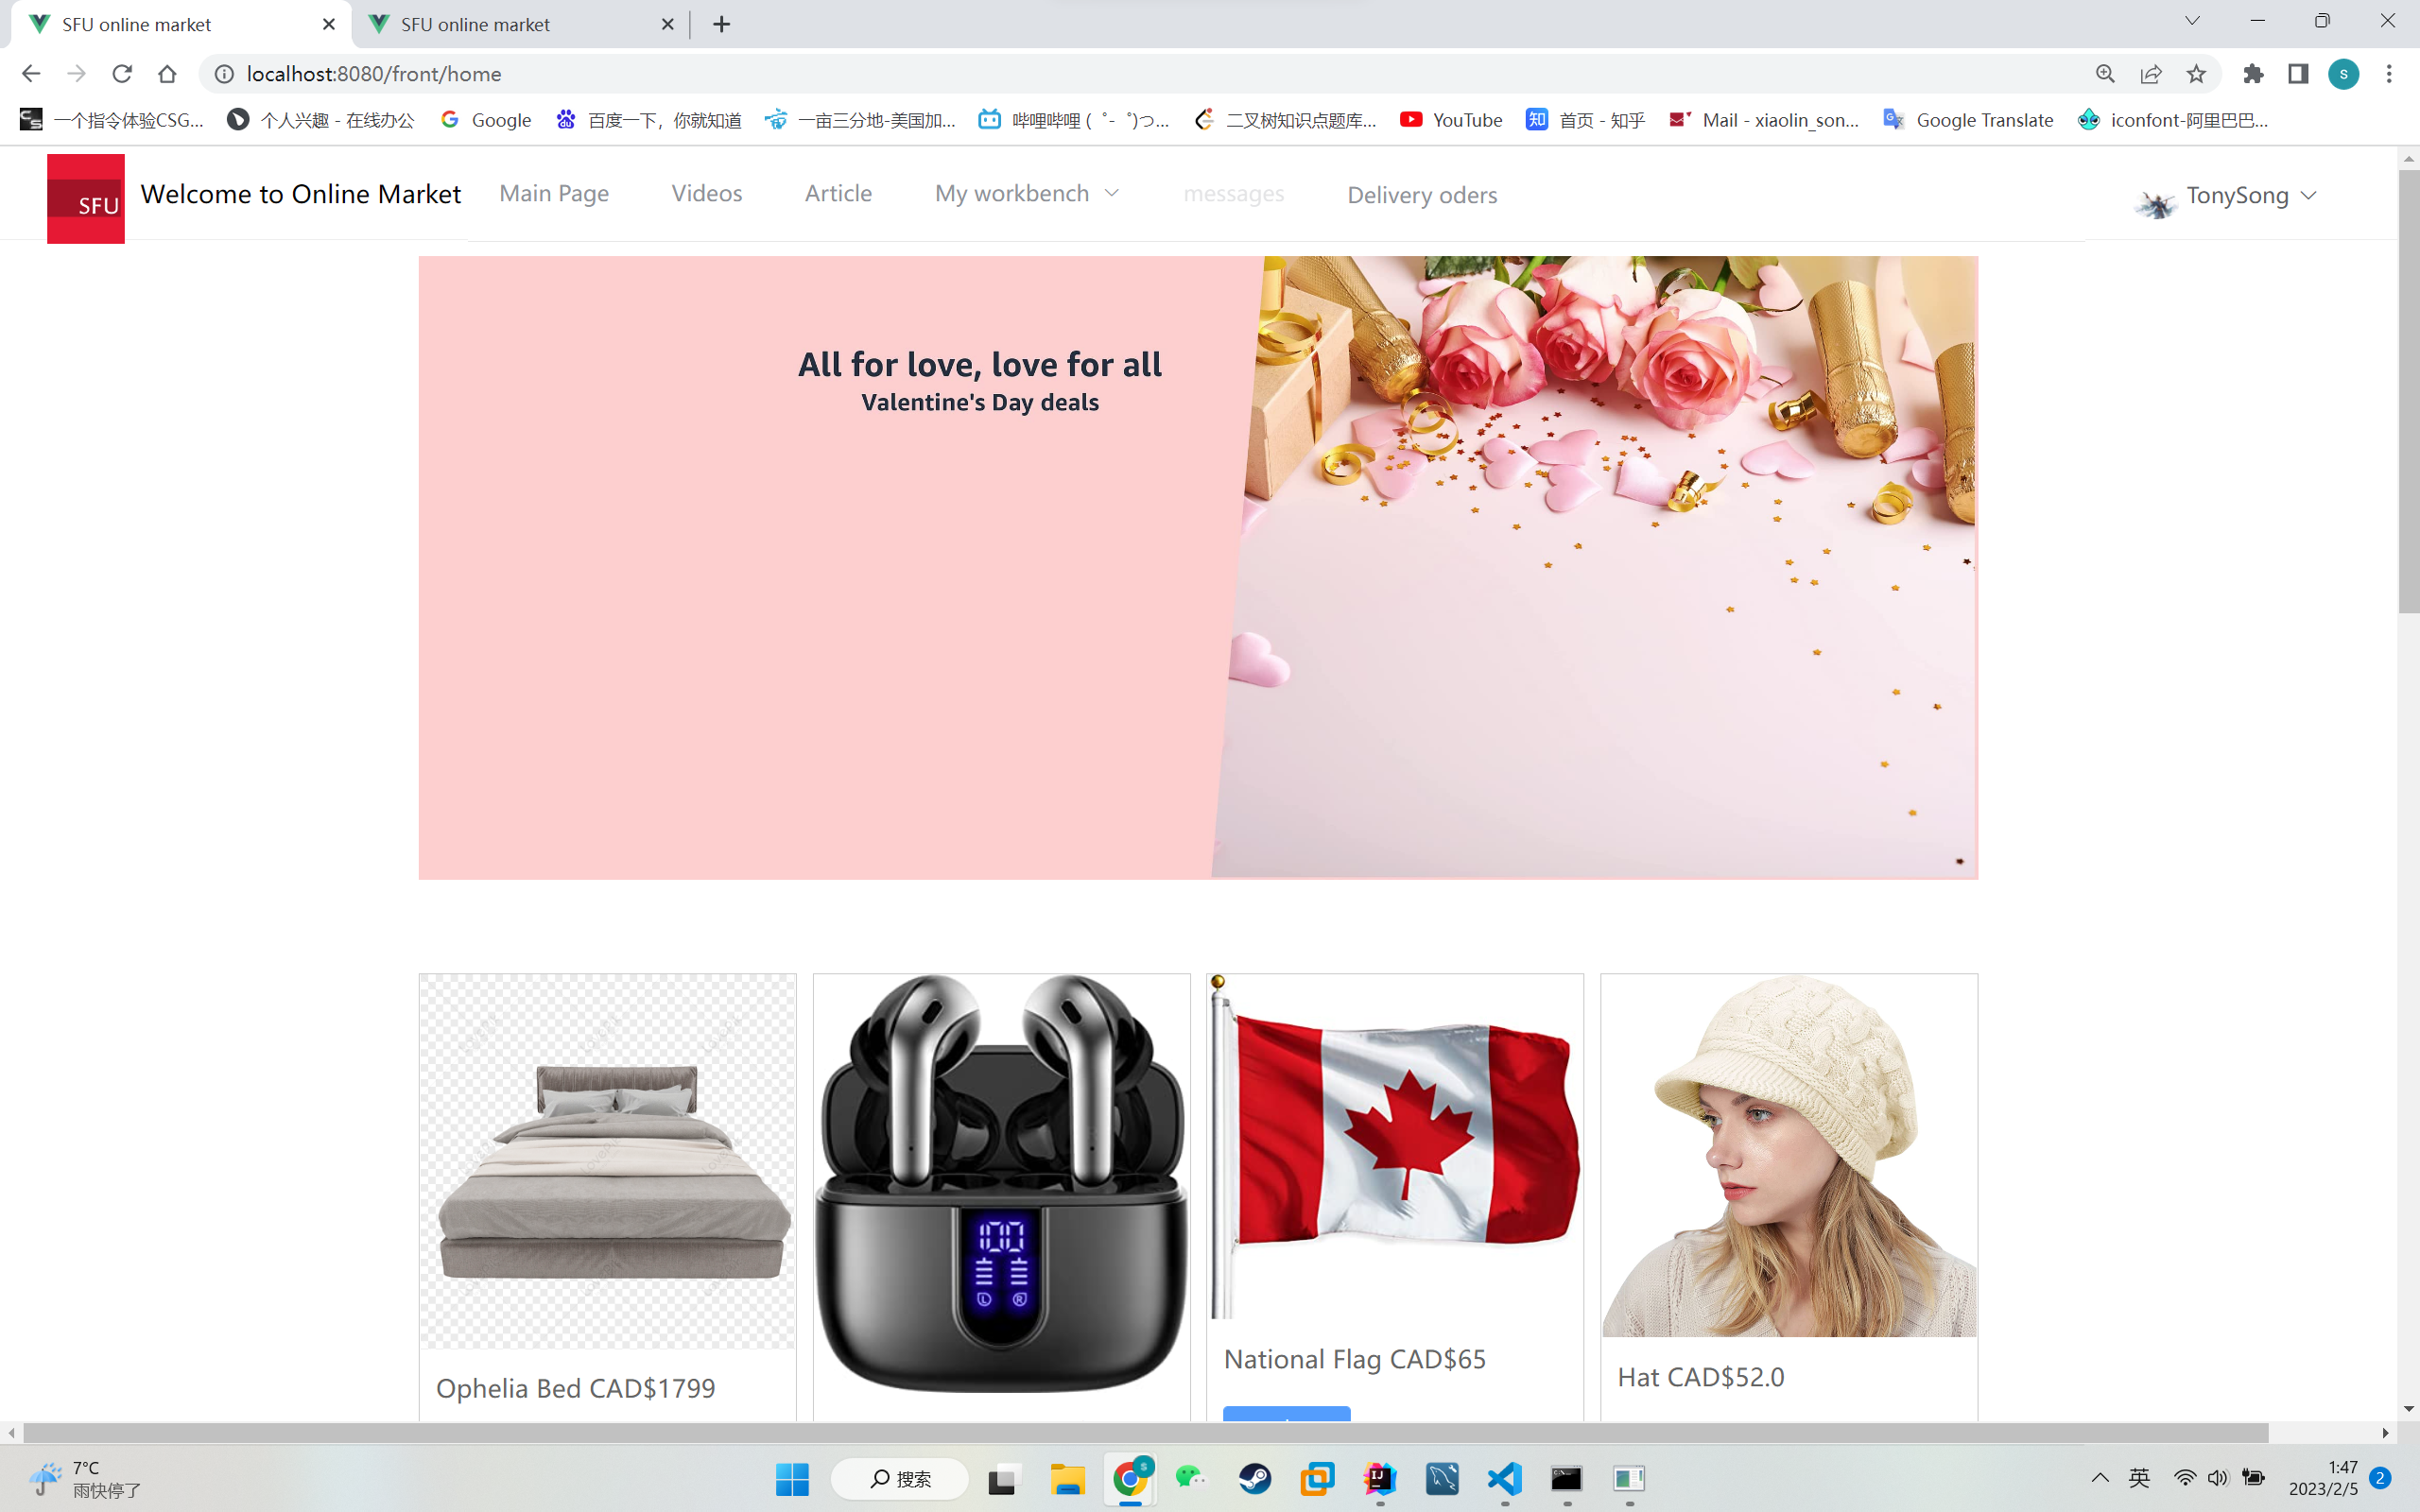 SFU online market
SFU online market
localhost:8080/front/home
一个指令体验CSG...
个人兴趣 - 在线办公
Google
百度一下，你就知道
一亩三分地-美国加...
哔哩哔哩 ( ゜- ゜)つ...
二叉树知识点题库...
YouTube
首页 - 知乎
Mail - xiaolin_son...
Google Translate
iconfont-阿里巴巴...
SFU
Welcome to Online Market
Main Page
Videos
Article
My workbench
messages
Delivery oders
TonySong
All for love, love for all
Valentine's Day deals
100
L R
Ophelia Bed CAD$1799
National Flag CAD$65
Hat CAD$52.0
7°C
雨快停了
搜索
英
1:47
2023/2/5
2